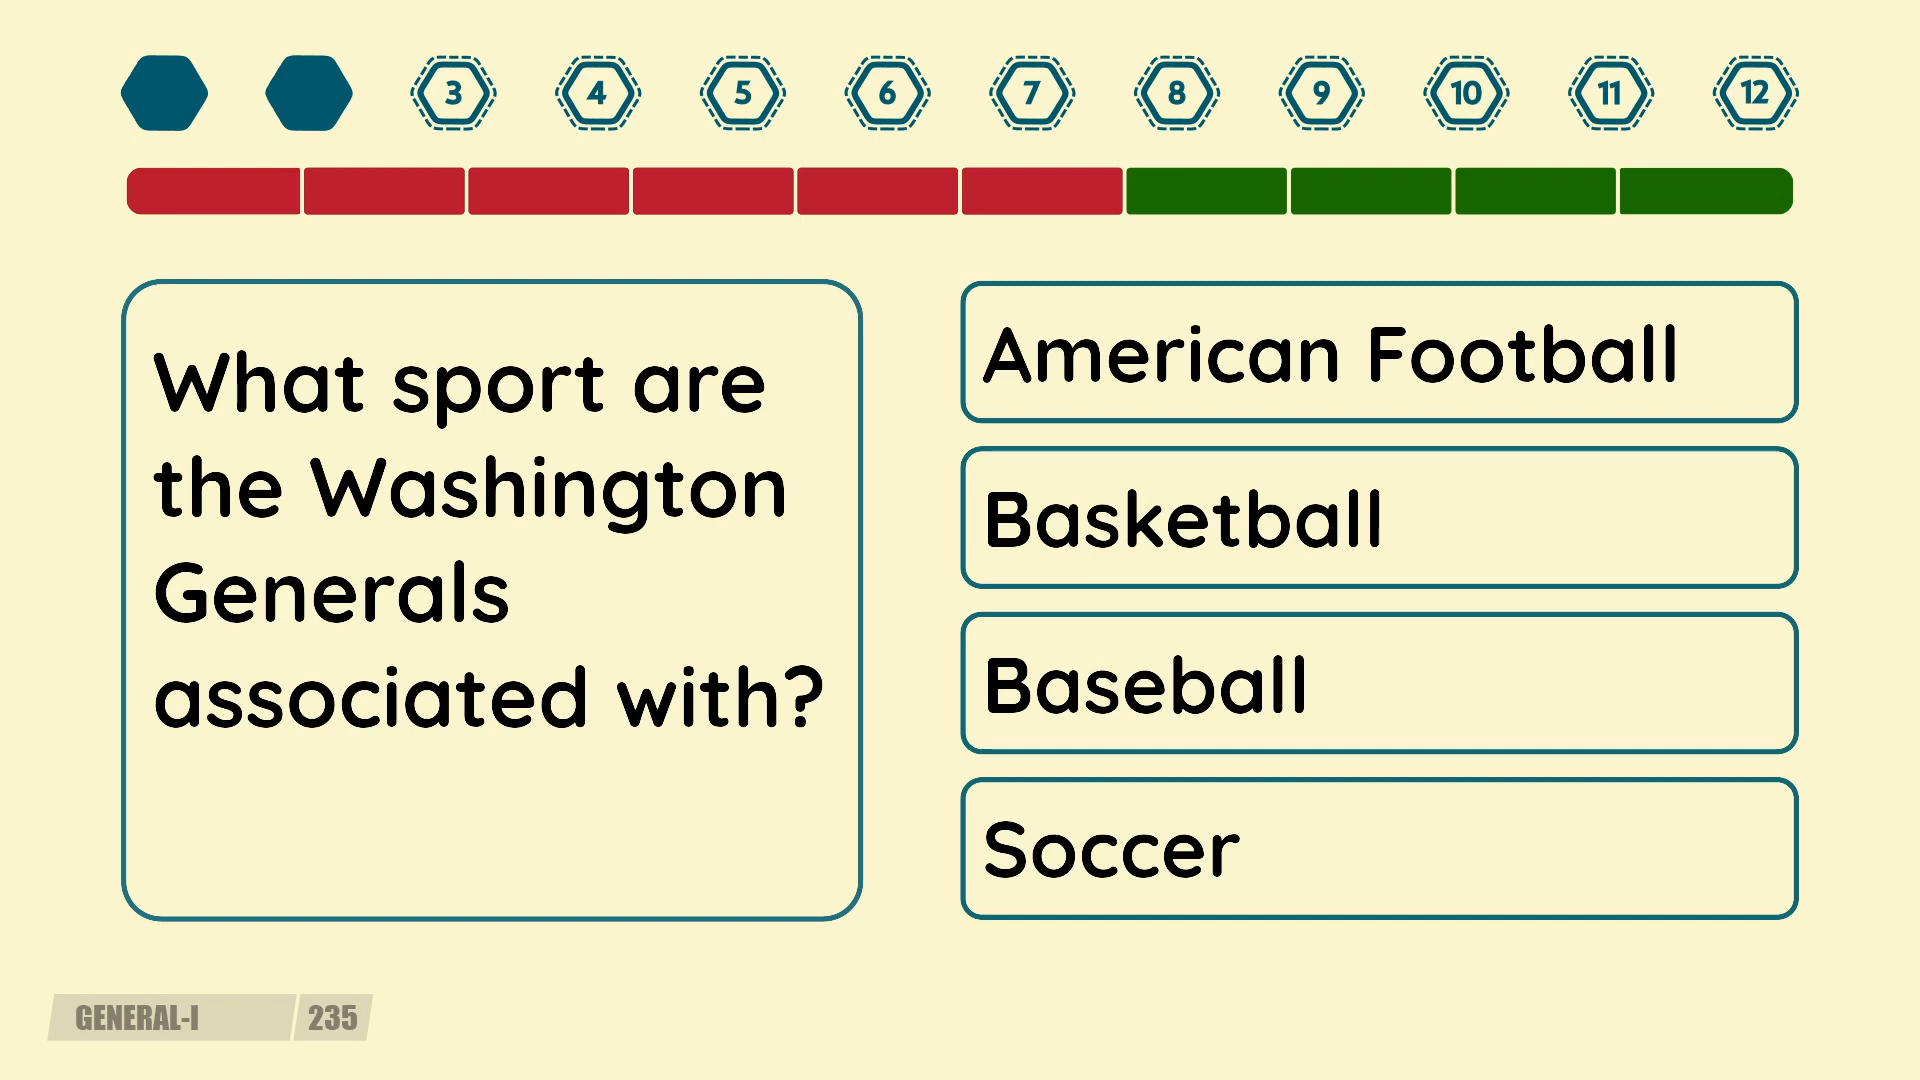 3 4 5 6 7 8 9 10 11 12
What sport are
the Washington
Generals
associated with?
American Football
Basketball
Baseball
Soccer
GENERAL-I 235